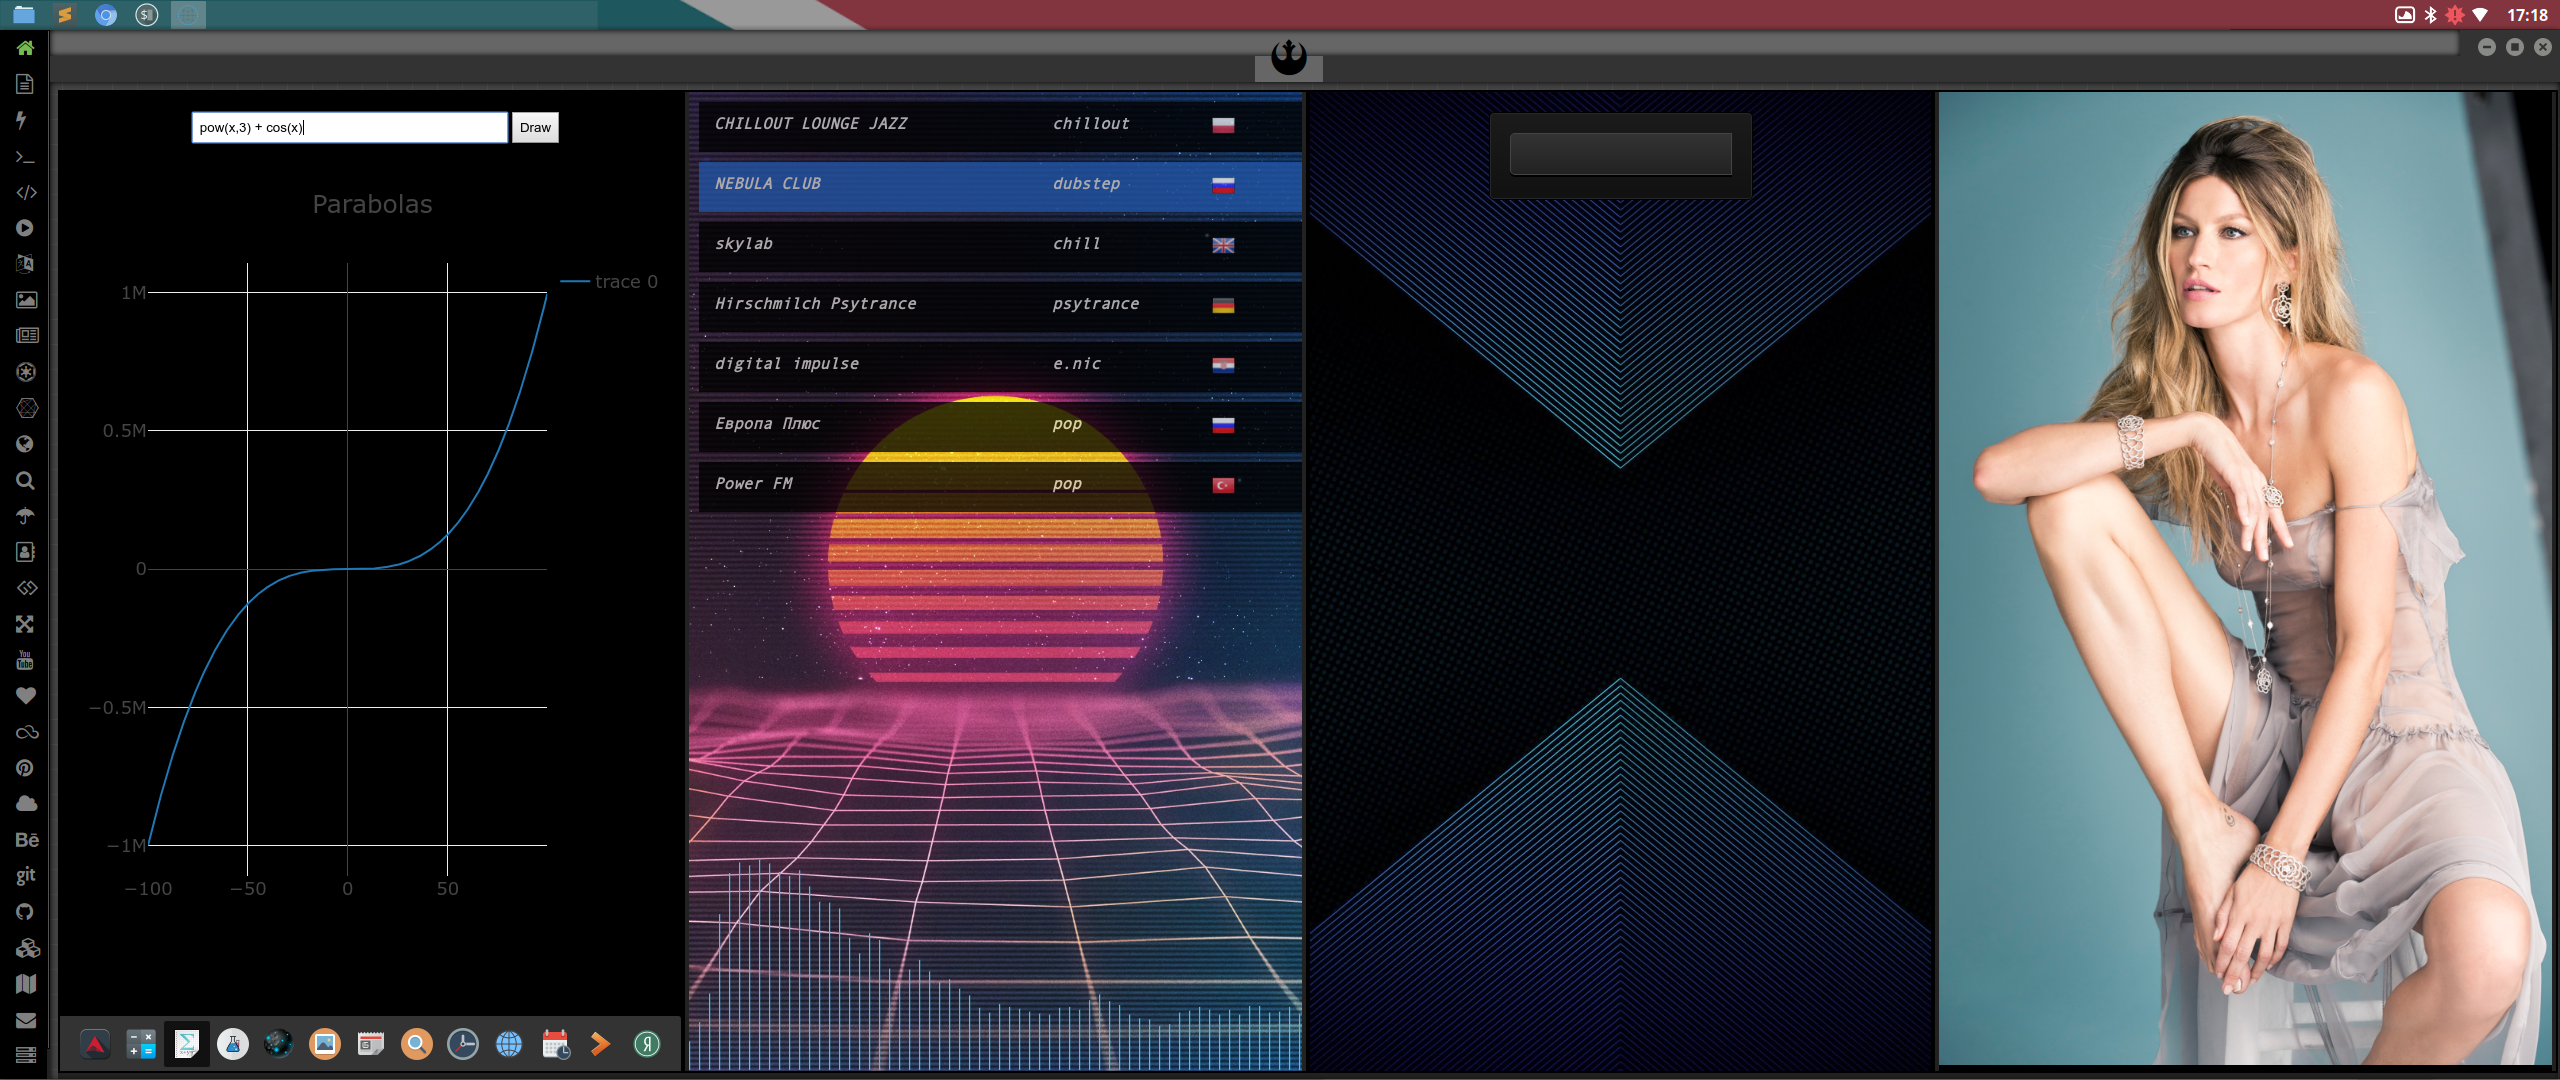 17:18
pow(x,3) + cos(x)
Draw
Parabolas
trace 0
1M
0.5M
0
−0.5M
−1M
−100
−50
0
50
CHILLOUT LOUNGE JAZZ chillout
NEBULA CLUB dubstep
skylab chill
Hirschmilch Psytrance psytrance
digital impulse e.nic
Европа Плюс pop
Power FM pop
You
Tube
Bē
git
Я